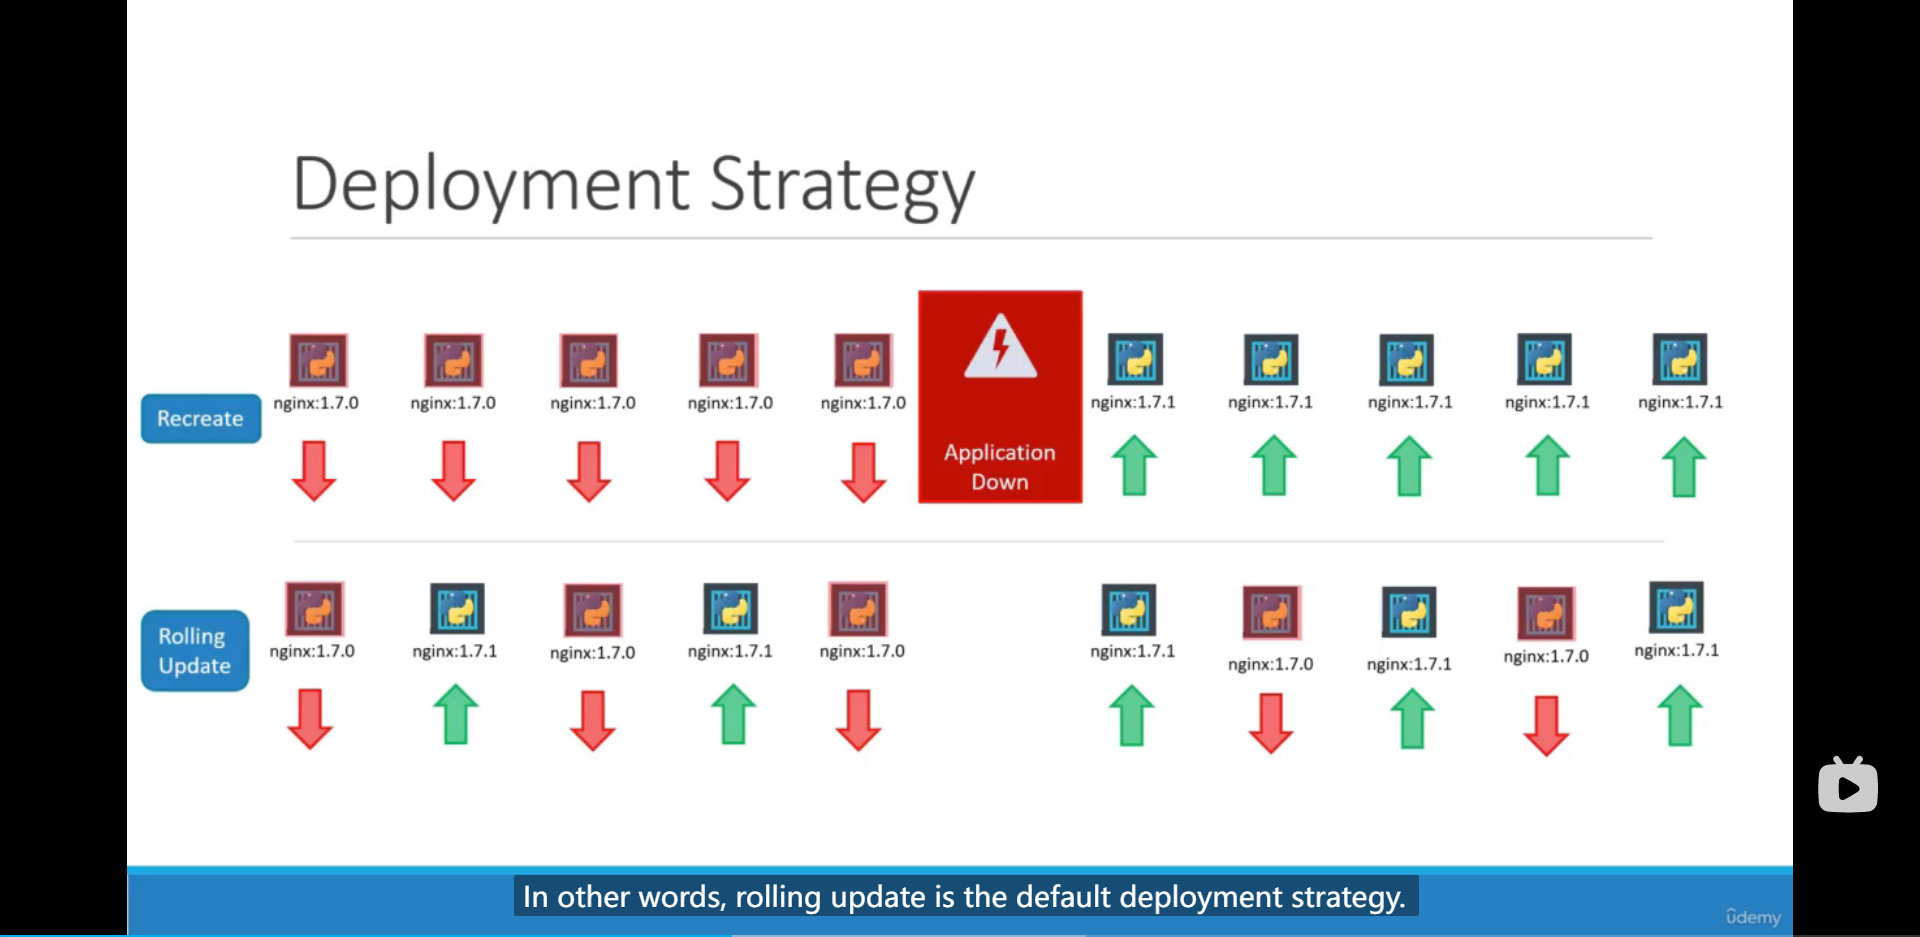 Deployment Strategy
Recreate
nginx:1.7.0 nginx:1.7.0 nginx:1.7.0 nginx:1.7.0 nginx:1.7.0
Application
Down
nginx:1.7.1 nginx:1.7.1 nginx:1.7.1 nginx:1.7.1 nginx:1.7.1
Rolling
Update
nginx:1.7.0 nginx:1.7.1 nginx:1.7.0 nginx:1.7.1 nginx:1.7.0 nginx:1.7.1 nginx:1.7.0 nginx:1.7.1 nginx:1.7.0 nginx:1.7.1
In other words, rolling update is the default deployment strategy.
ûdemy